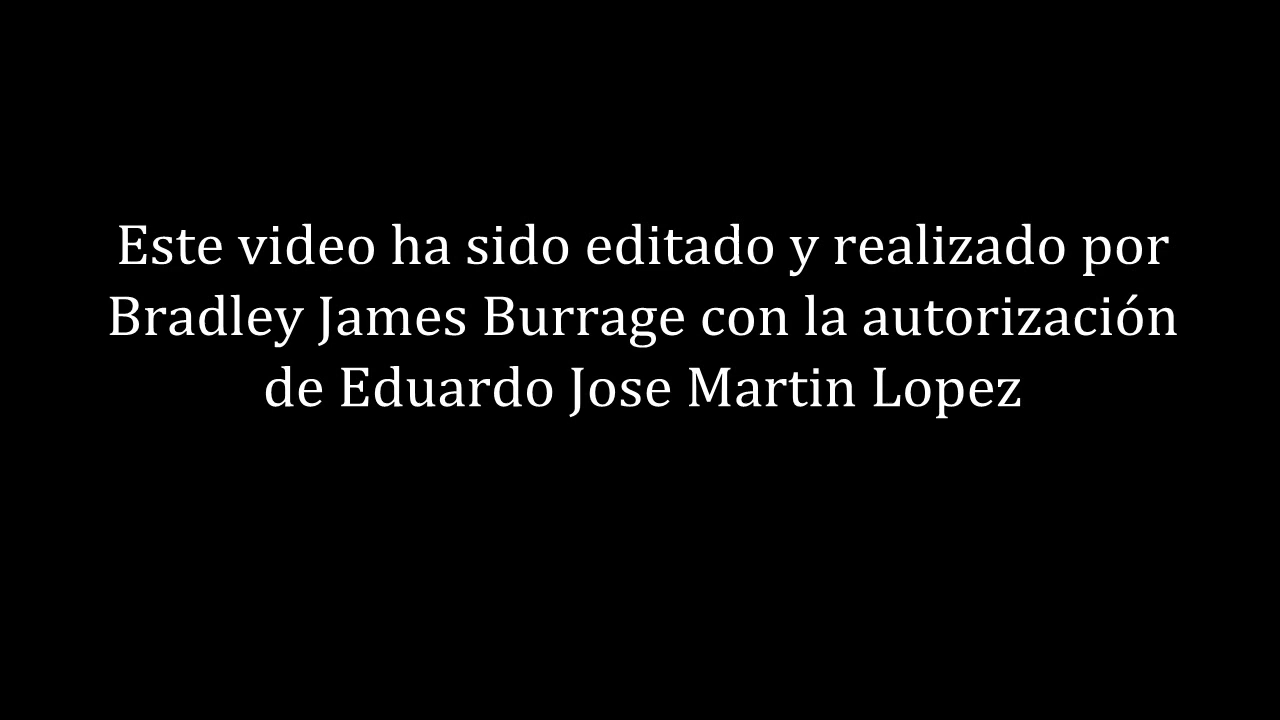 Este video ha sido editado y realizado por
Bradley James Burrage con la autorización
de Eduardo Jose Martin Lopez